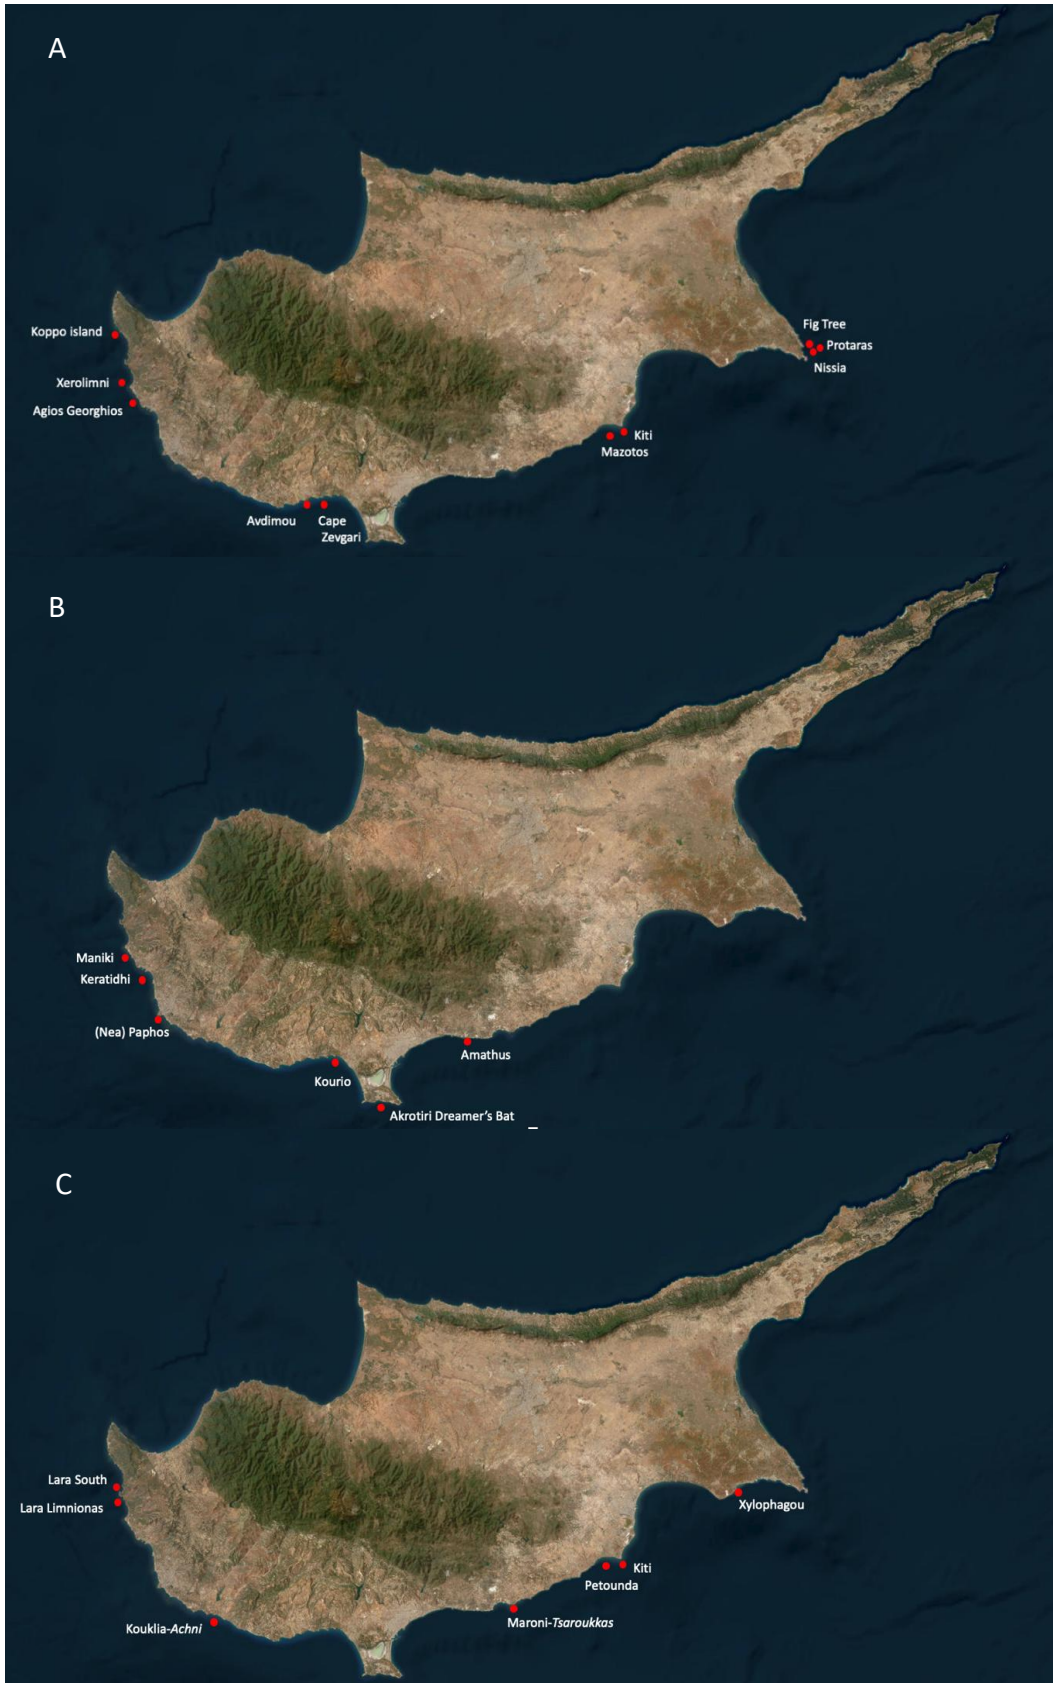 A
Koppo island
Fig Tree
Protaras
Nissia
Xerolimni
Agios Georghios
Kiti
Mazotos
Avdimou
Cape
Zevgari
B
Maniki
Keratidhi
(Nea) Paphos
Amathus
Kourio
Akrotiri Dreamer's Bat
_
C
Lara South
Lara Limnionas
Xylophagou
Kiti
Petounda
Maroni-Tsaroukkas
Kouklia-Achni